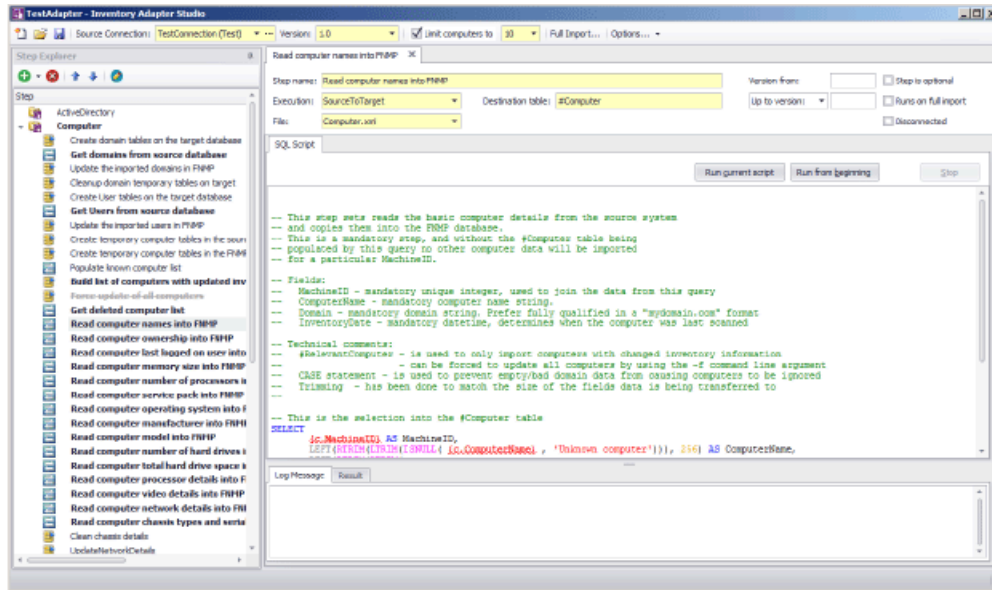 TestAdapter - Inventory Adapter Studio
Source Connection: TestConnection (Test) Version: 1.0 Limit computers to 10 Full Import... Options...
Step Explorer
Step
ActiveDirectory
Computer
Create domain tables on the target database
Get domains from source database
Update the imported domains in FNMP
Cleanup domain temporary tables on target
Create User tables on the target database
Get Users from source database
Update the imported users in FNMP
Create temporary computer tables in the sourc
Create temporary computer tables in the FNMP
Populate known computer list
Build list of computers with updated inv
Force update of all computers
Get deleted computer list
Read computer names into FNMP
Read computer ownership into FNMP
Read computer last logged on user into
Read computer memory size into FNMP
Read computer number of processors i
Read computer service pack into FNMP
Read computer operating system into F
Read computer manufacturer into FNMP
Read computer model into FNMP
Read computer number of hard drives i
Read computer total hard drive space i
Read computer processor details into F
Read computer video details into FNMP
Read computer network details into FN
Read computer chassis types and seria
Clean chassis details
UpdateNetworkDetails
Read computer names into FNMP
Step name: Read computer names into FNMP Version from: Step is optional
Execution: SourceToTarget Destination table: #Computer Up to version: Runs on full import
File: Computer.xml Disconnected
SQL Script
Run current script Run from beginning Stop
-- This step sets reads the basic computer details from the source system
-- and copies them into the FNMP database.
-- This is a mandatory step, and without the #Computer table being
-- populated by this query no other computer data will be imported
-- for a particular MachineID.
-- Fields:
-- MachineID - mandatory unique integer, used to join the data from this query
-- ComputerName - mandatory computer name string.
-- Domain - mandatory domain string. Prefer fully qualified in a "mydomain.com" format
-- InventoryDate - mandatory datetime, determines when the computer was last scanned
-- Technical comments:
-- #RelevantComputer - is used to only import computers with changed inventory information
-- - can be forced to update all computers by using the -f command line argument
-- CASE statement - is used to prevent empty/bad domain data from causing computers to be ignored
-- Trimming - has been done to match the size of the fields data is being transferred to
--
-- This is the selection into the #Computer table
SELECT
{c.MachineID} AS MachineID,
LEFT(RTRIM(LTRIM(ISNULL( {c.ComputerName} , 'Unknown computer'))), 256) AS ComputerName,
Log Message Result